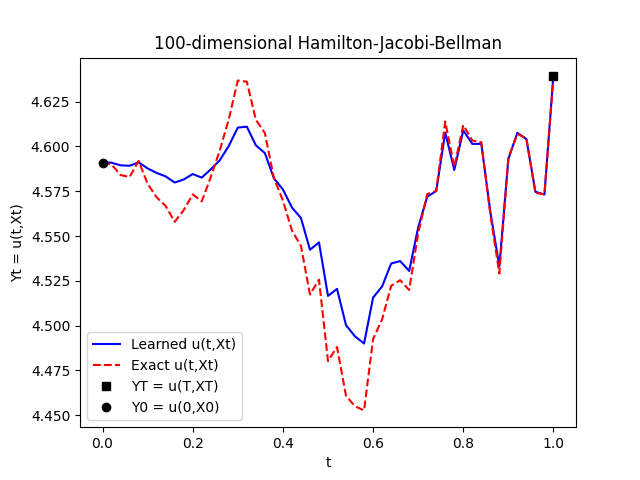 100-dimensional Hamilton-Jacobi-Bellman
Yt = u(t,Xt)
4.625
4.600
4.575
4.550
4.525
4.500
4.475
4.450
Learned u(t,Xt)
Exact u(t,Xt)
YT = u(T,XT)
Y0 = u(0,X0)
0.0 0.2 0.4 0.6 0.8 1.0
t